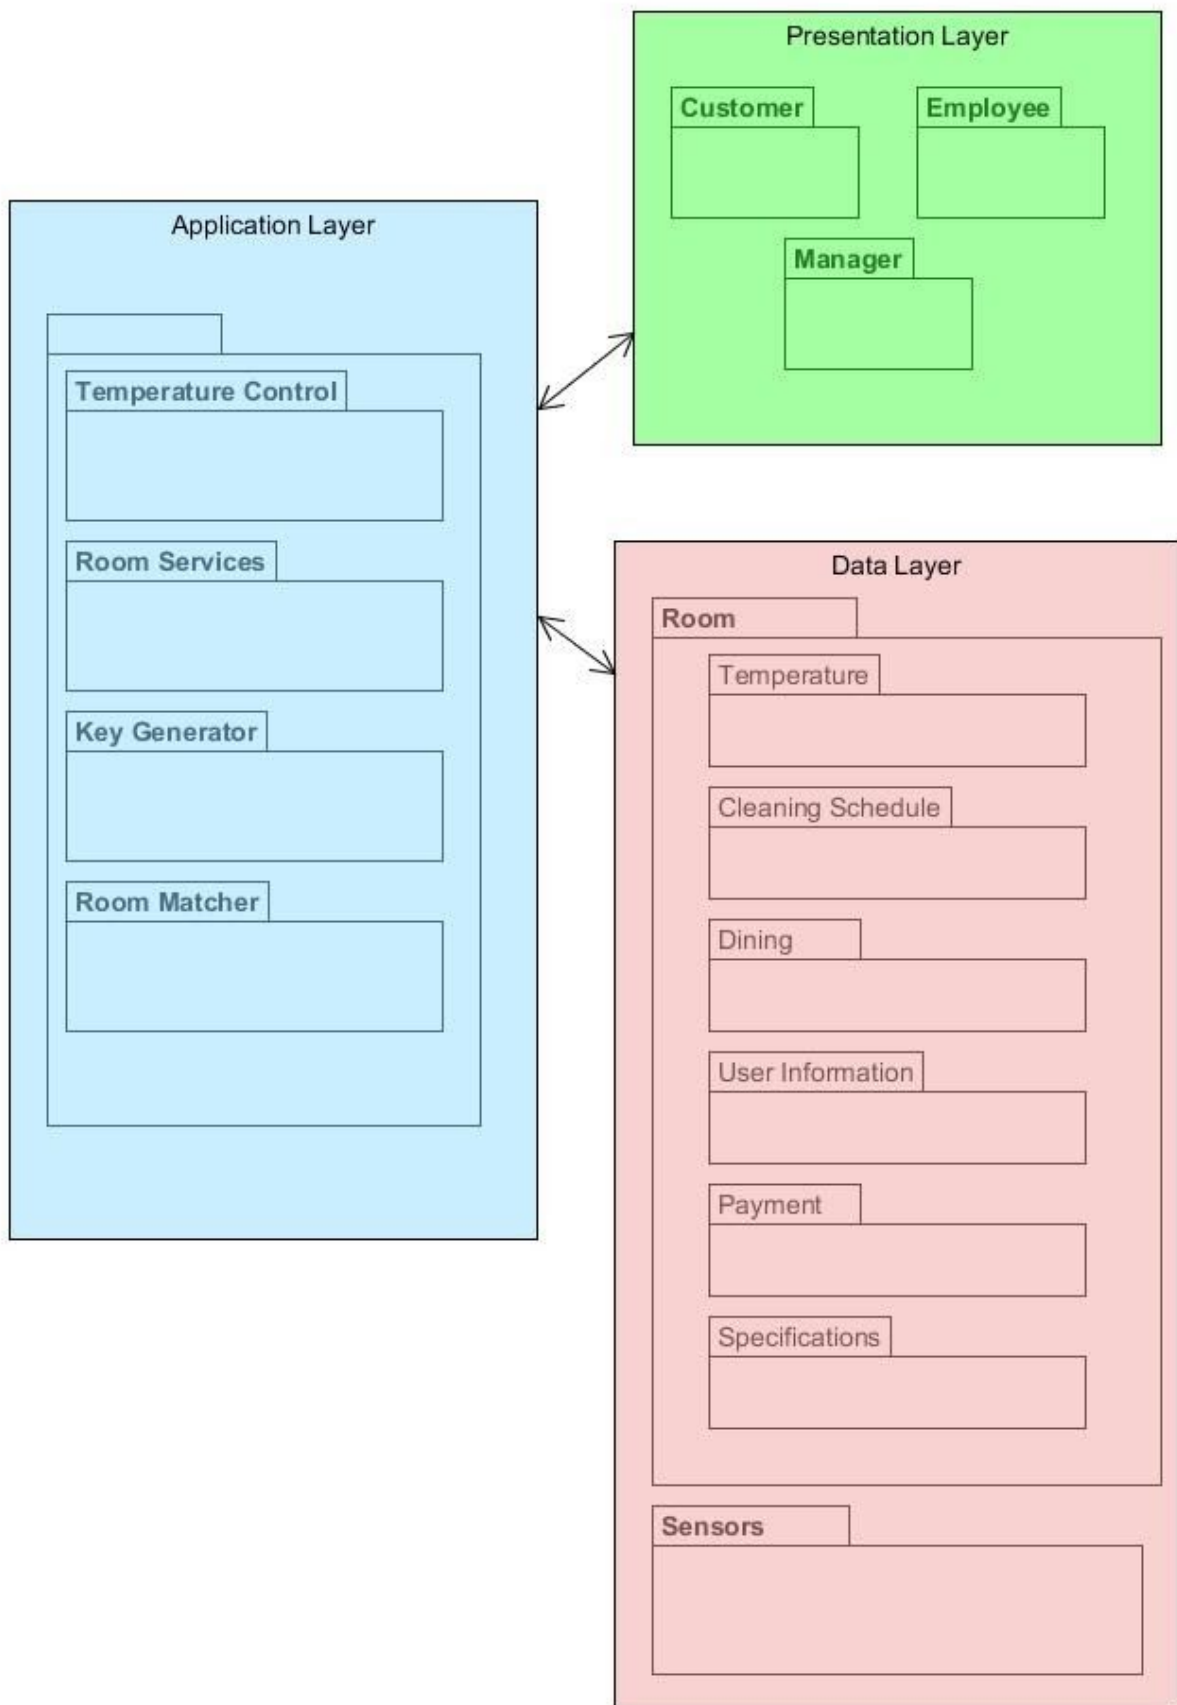 Presentation Layer
Customer
Employee
Manager
Application Layer
Temperature Control
Room Services
Key Generator
Room Matcher
Data Layer
Room
Temperature
Cleaning Schedule
Dining
User Information
Payment
Specifications
Sensors